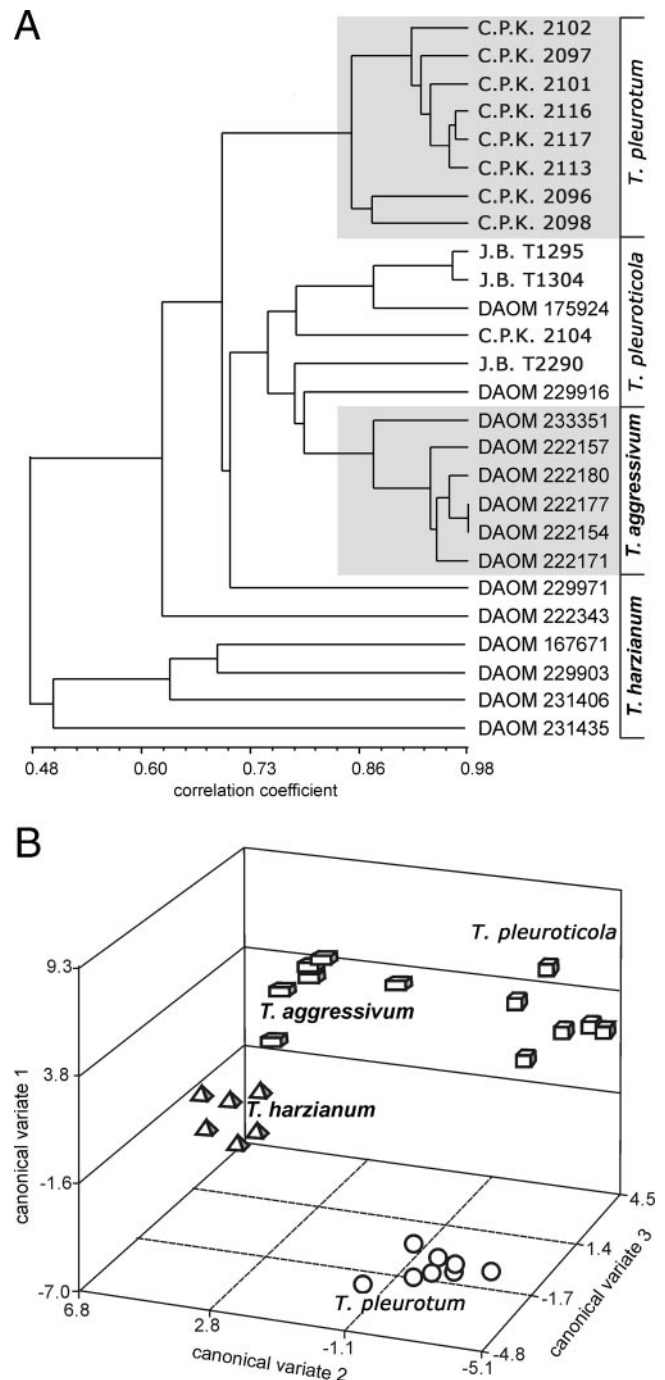 A
C.P.K. 2102
C.P.K. 2097
C.P.K. 2101
C.P.K. 2116
C.P.K. 2117
C.P.K. 2113
C.P.K. 2096
C.P.K. 2098
T. pleurotum
J.B. T1295
J.B. T1304
DAOM 175924
C.P.K. 2104
J.B. T2290
DAOM 229916
T. pleuroticola
DAOM 233351
DAOM 222157
DAOM 222180
DAOM 222177
DAOM 222154
DAOM 222171
T. aggressivum
DAOM 229971
DAOM 222343
DAOM 167671
DAOM 229903
DAOM 231406
DAOM 231435
T. harzianum
0.48 0.60 0.73 0.86 0.98
correlation coefficient
B
T. pleuroticola
T. aggressivum
T. harzianum
T. pleurotum
9.3
3.8
-1.6
-7.0
canonical variate 1
6.8
2.8
-1.1
-5.1
canonical variate 2
4.5
1.4
-1.7
-4.8
canonical variate 3